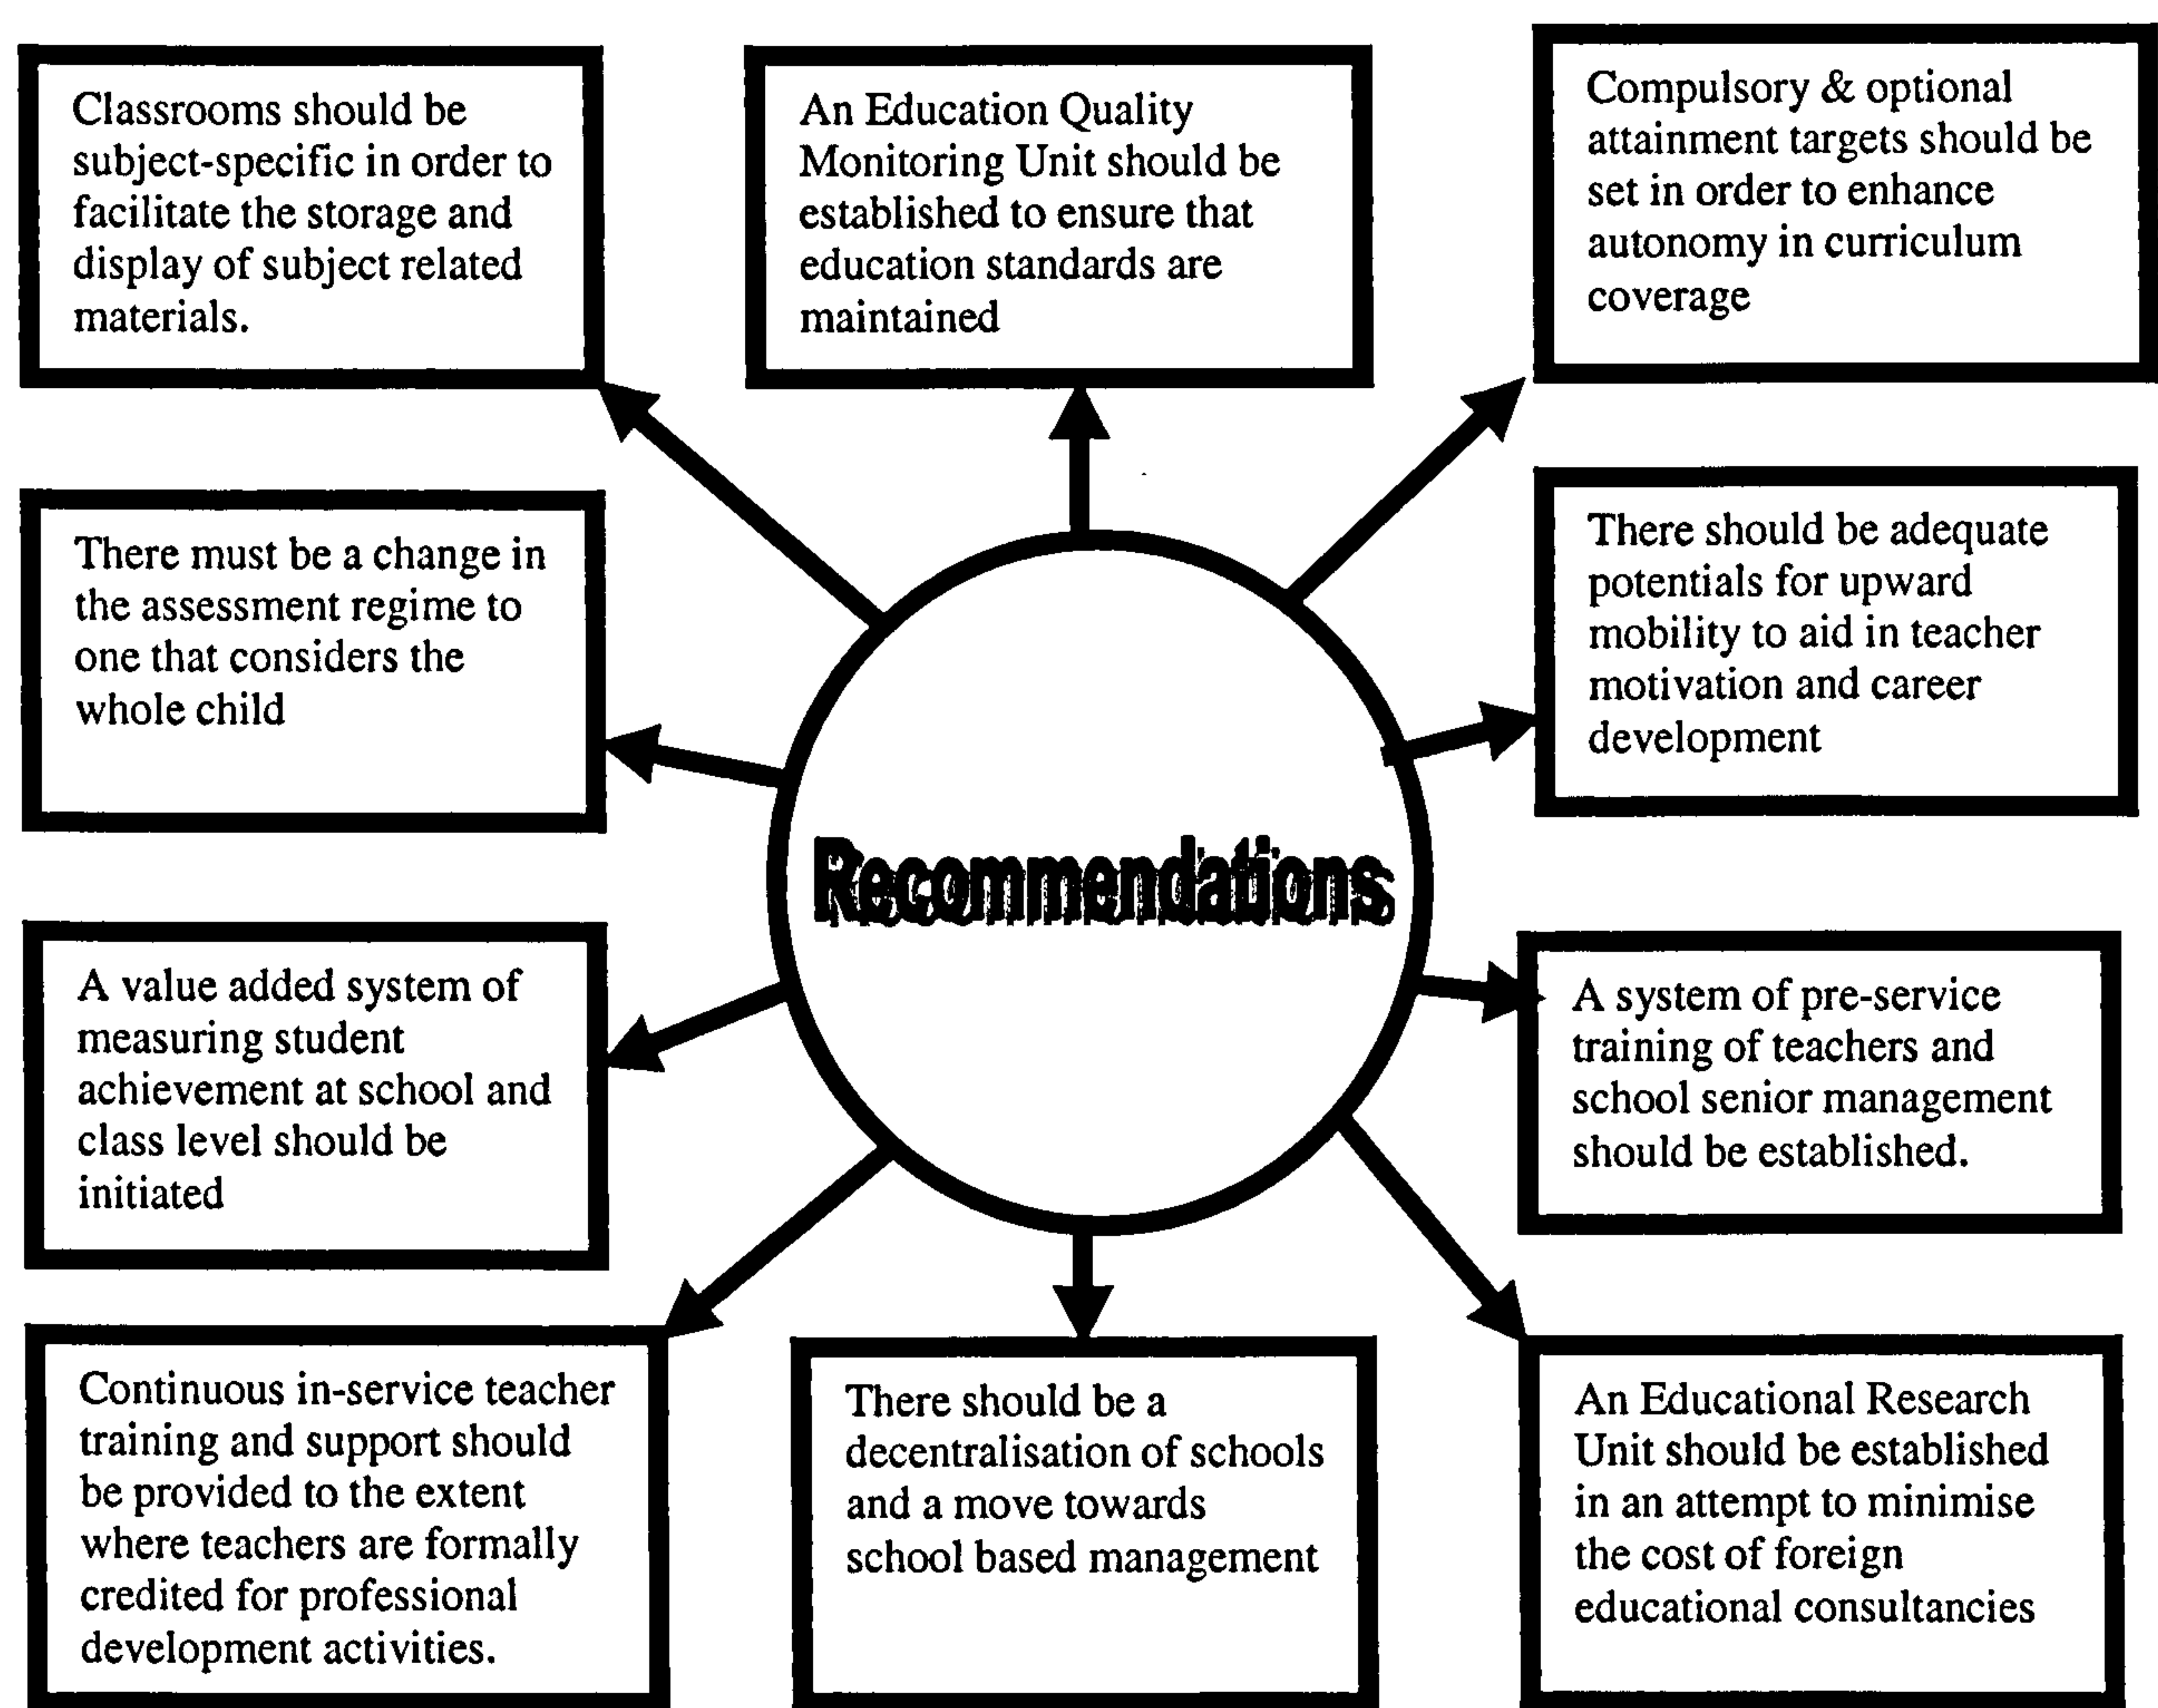 Classrooms should be
subject-specific in order to
facilitate the storage and
display of subject related
materials.
An Education Quality
Monitoring Unit should be
established to ensure that
education standards are
maintained
Compulsory & optional
attainment targets should be
set in order to enhance
autonomy in curriculum
coverage
There must be a change in
the assessment regime to
one that considers the
whole child
There should be adequate
potentials for upward
mobility to aid in teacher
motivation and career
development
Recommendations
A value added system of
measuring student
achievement at school and
class level should be
initiated
A system of pre-service
training of teachers and
school senior management
should be established.
Continuous in-service teacher
training and support should
be provided to the extent
where teachers are formally
credited for professional
development activities.
There should be a
decentralisation of schools
and a move towards
school based management
An Educational Research
Unit should be established
in an attempt to minimise
the cost of foreign
educational consultancies